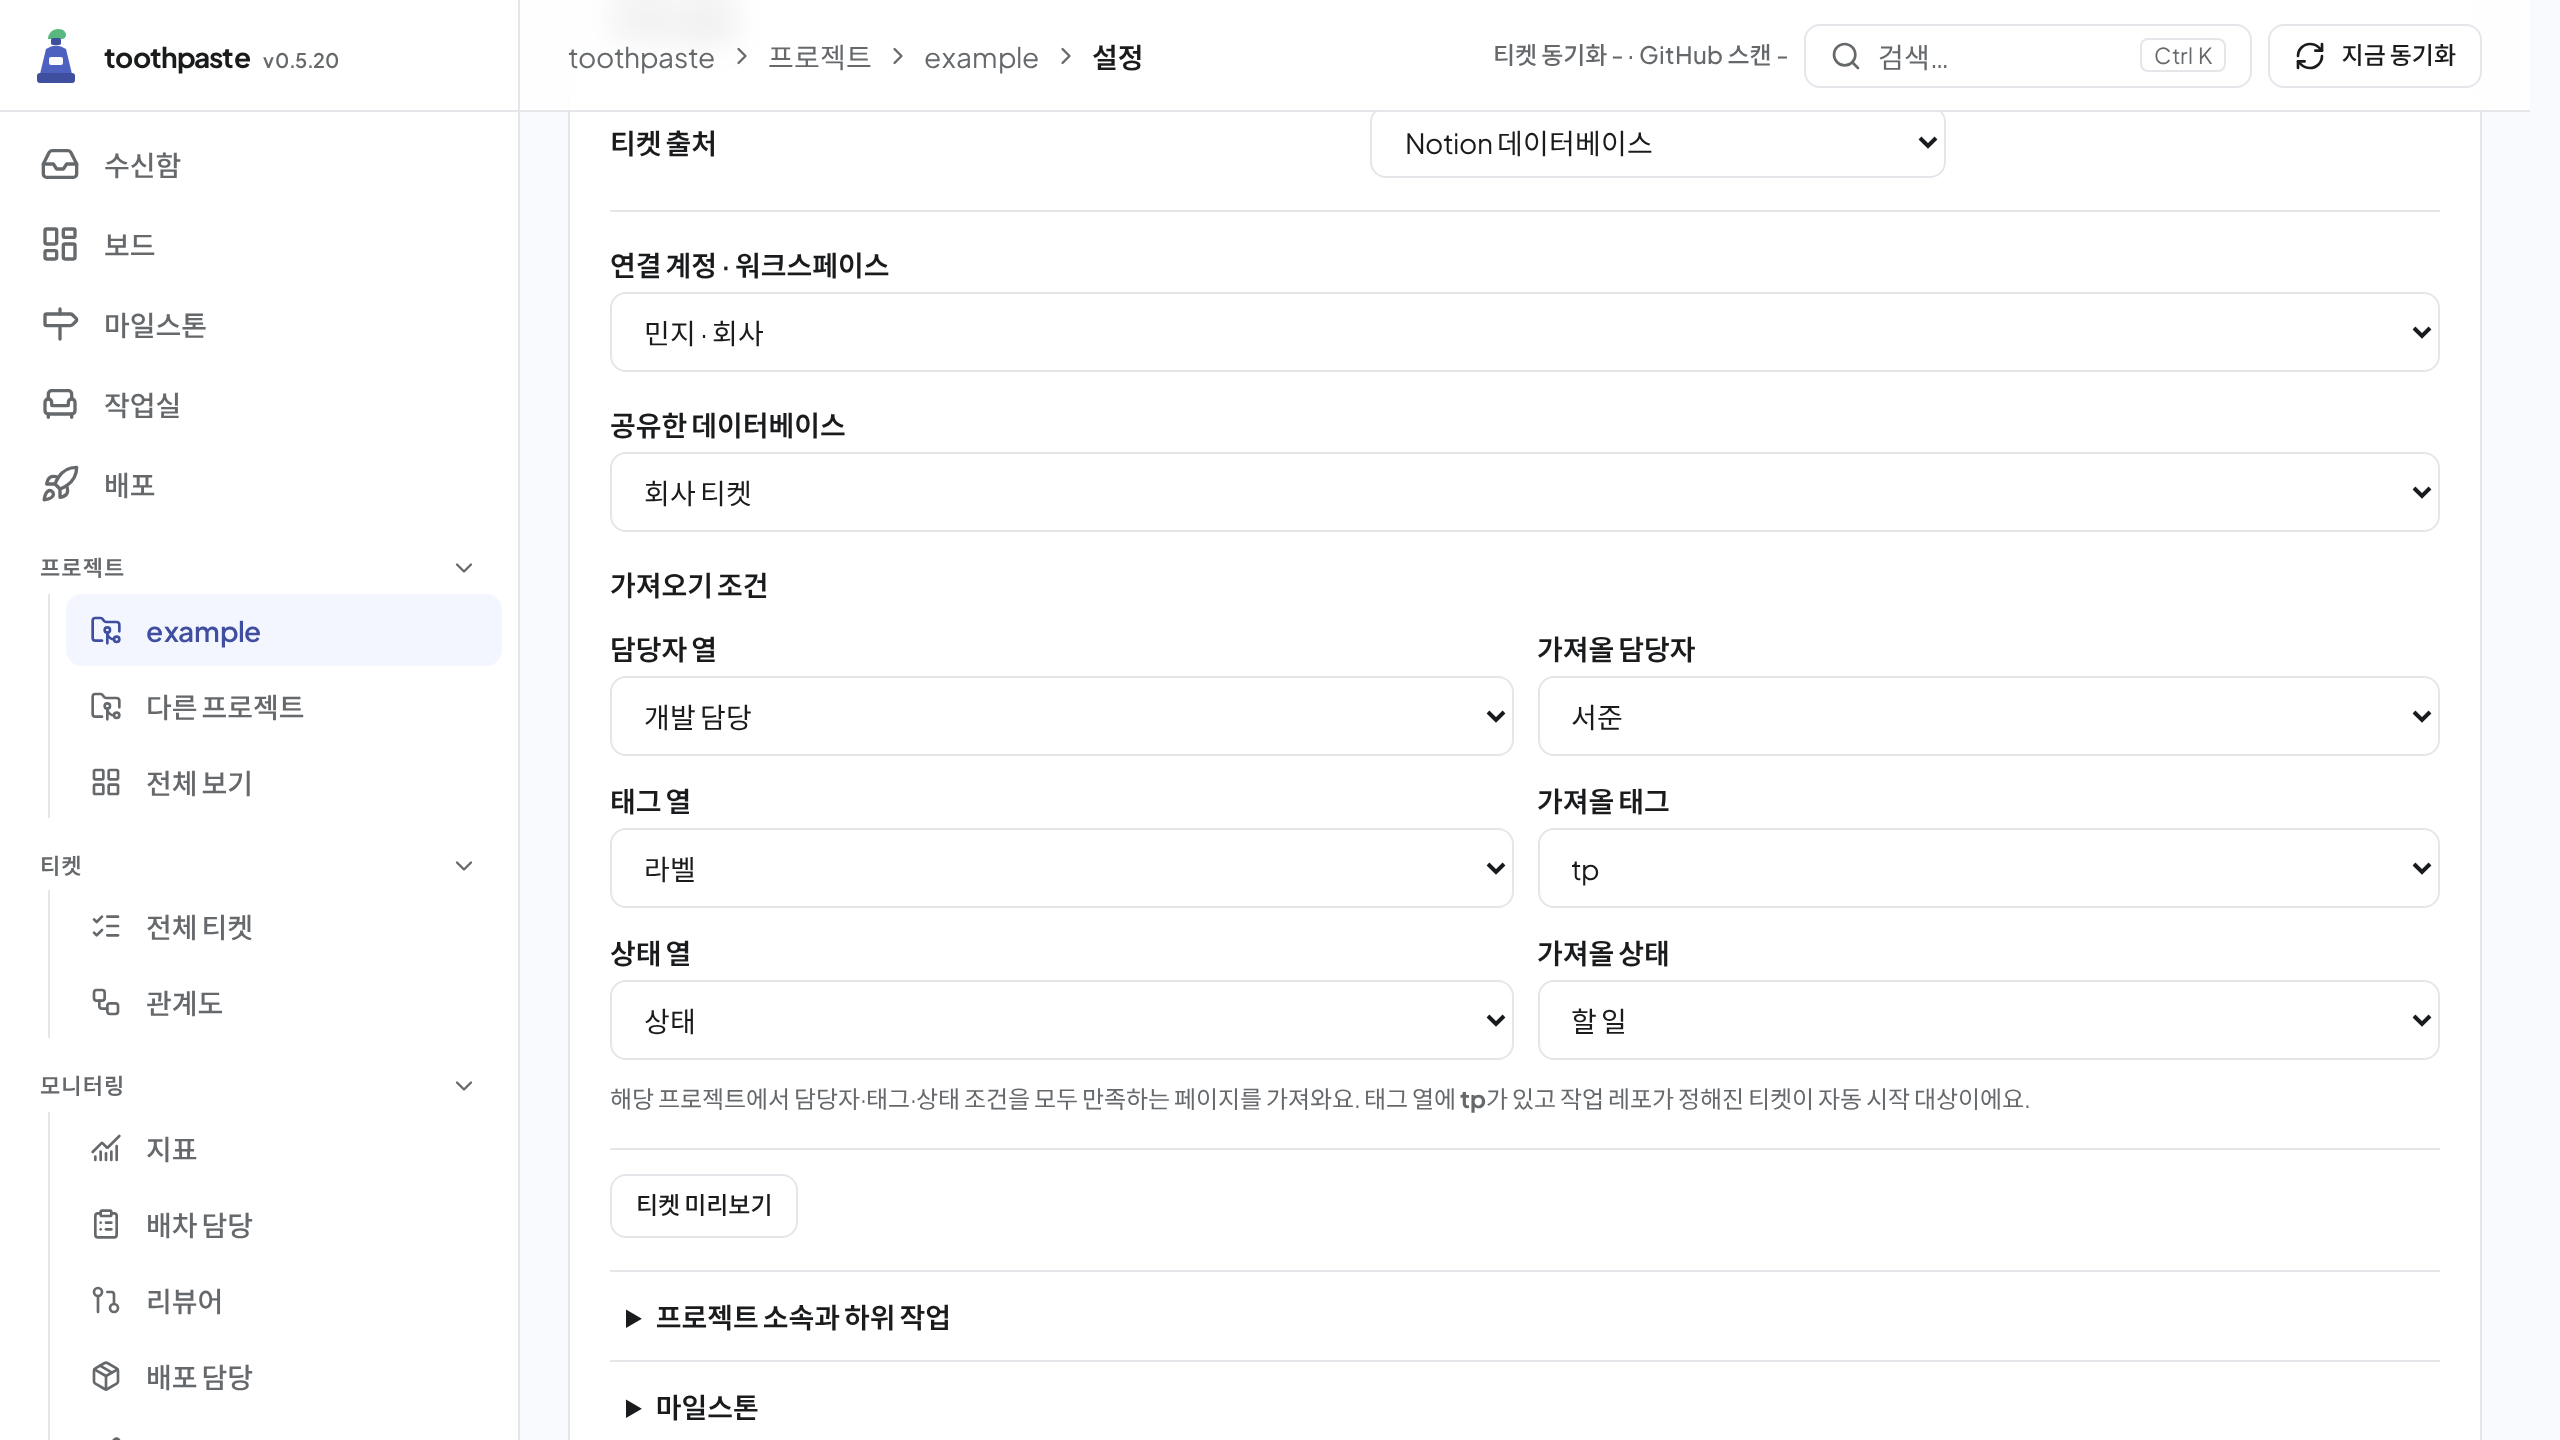 toothpaste v0.5.20
toothpaste > 프로젝트 > example > 설정
티켓 동기화 - · GitHub 스캔 -
검색...
Ctrl K
지금 동기화
수신함
보드
마일스톤
작업실
배포
프로젝트
example
다른 프로젝트
전체 보기
티켓
전체 티켓
관계도
모니터링
지표
배차 담당
리뷰어
배포 담당
티켓 출처
Notion 데이터베이스
연결 계정 · 워크스페이스
민지 · 회사
공유한 데이터베이스
회사 티켓
가져오기 조건
담당자 열
가져올 담당자
개발 담당
서준
태그 열
가져올 태그
라벨
tp
상태 열
가져올 상태
상태
할 일
해당 프로젝트에서 담당자·태그·상태 조건을 모두 만족하는 페이지를 가져와요. 태그 열에 tp가 있고 작업 레포가 정해진 티켓이 자동 시작 대상이에요.
티켓 미리보기
▶ 프로젝트 소속과 하위 작업
▶ 마일스톤